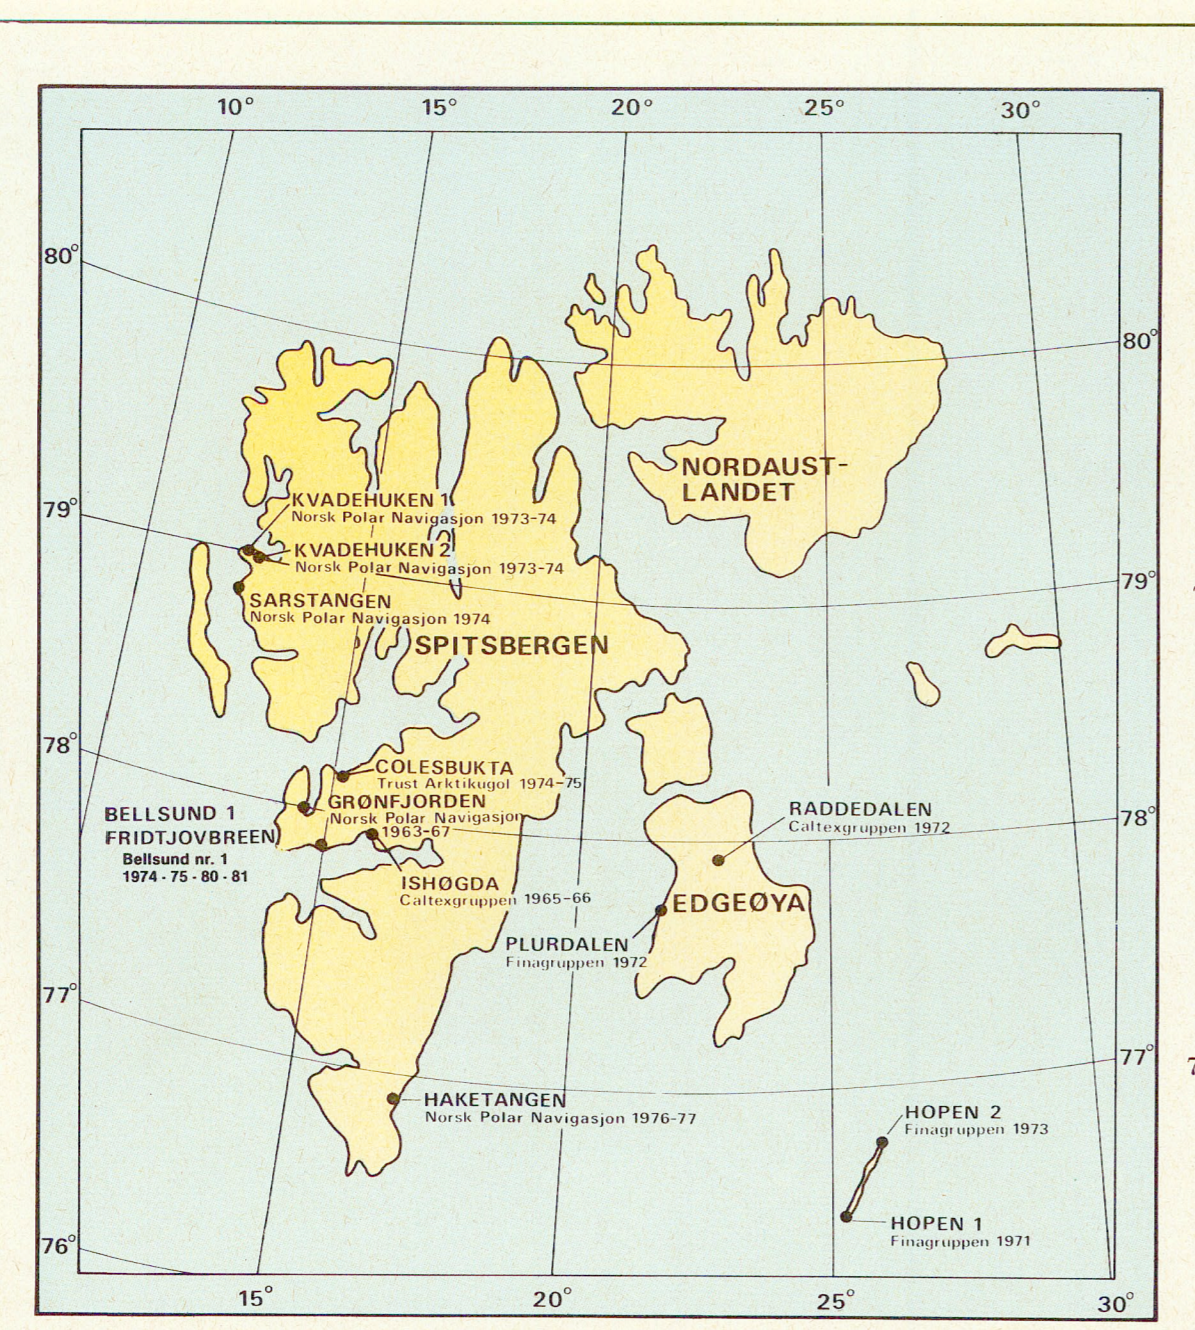 10° 15° 20° 25° 30°
80°
80°
NORDAUST-
LANDET
79°
KVADEHUKEN 1
Norsk Polar Navigasjon 1973-74
KVADEHUKEN 2
Norsk Polar Navigasjon 1973-74
79°
SARSTANGEN
Norsk Polar Navigasjon 1974
SPITSBERGEN
78°
COLESBUKTA
Trust Arktikugol 1974-75
GRØNFJORDEN
Norsk Polar Navigasjon
1963-67
BELLSUND 1
FRIDTJOVBREEN
Bellsund nr. 1
1974 - 75 - 80 - 81
RADDEDALEN
Caltexgruppen 1972
78°
ISHØGDA
Caltexgruppen 1965-66
EDGEØYA
PLURDALEN
Finagruppen 1972
77°
77°
7
HAKETANGEN
Norsk Polar Navigasjon 1976-77
HOPEN 2
Finagruppen 1973
HOPEN 1
Finagruppen 1971
76°
15° 20° 25° 30°